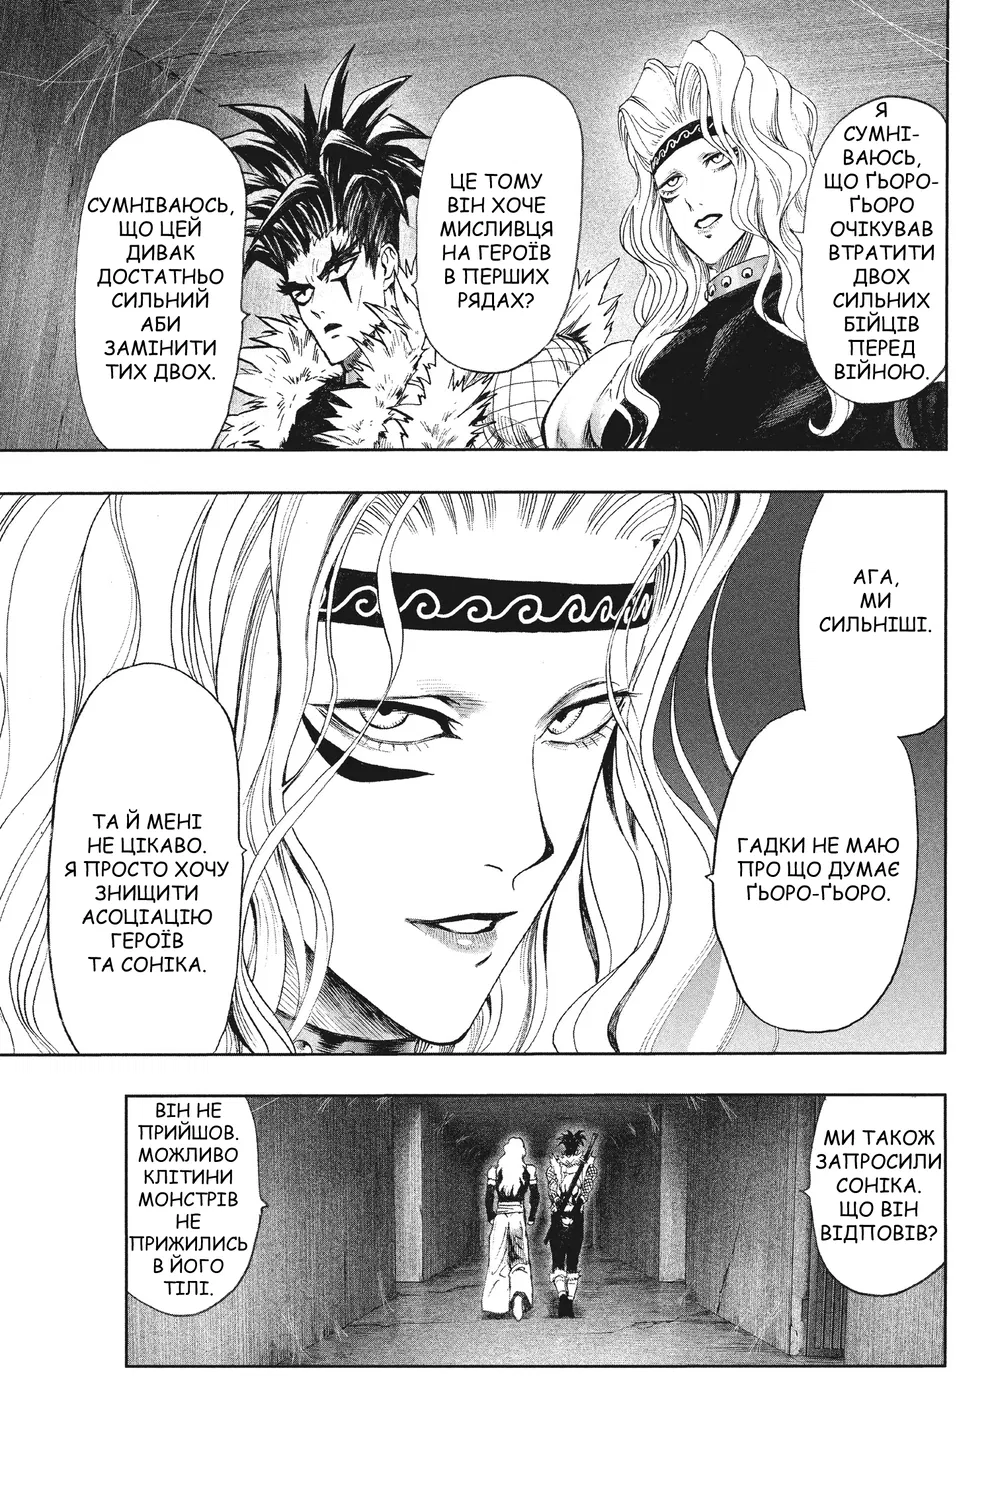 Я
СУМНІ-
ВАЮСЬ,
ЩО ҐЬОРО-
ҐЬОРО
ОЧІКУВАВ
ВТРАТИТИ
ДВОХ
СИЛЬНИХ
БІЙЦІВ
ПЕРЕД
ВІЙНОЮ.
ЦЕ ТОМУ
ВІН ХОЧЕ
МИСЛИВЦЯ
НА ГЕРОЇВ
В ПЕРШИХ
РЯДАХ?
СУМНІВАЮСЬ,
ЩО ЦЕЙ
ДИВАК
ДОСТАТНЬО
СИЛЬНИЙ
АБИ
ЗАМІНИТИ
ТИХ ДВОХ.
АГА,
МИ
СИЛЬНІШІ.
ГАДКИ НЕ МАЮ
ПРО ЩО ДУМАЄ
ҐЬОРО-ҐЬОРО.
ТА Й МЕНІ
НЕ ЦІКАВО.
Я ПРОСТО ХОЧУ
ЗНИЩИТИ
АСОЦІАЦІЮ
ГЕРОЇВ
ТА СОНІКА.
МИ ТАКОЖ
ЗАПРОСИЛИ
СОНІКА.
ЩО ВІН
ВІДПОВІВ?
ВІН НЕ
ПРИЙШОВ.
МОЖЛИВО
КЛІТИНИ
МОНСТРІВ
НЕ
ПРИЖИЛИСЬ
В ЙОГО
ТІЛІ.